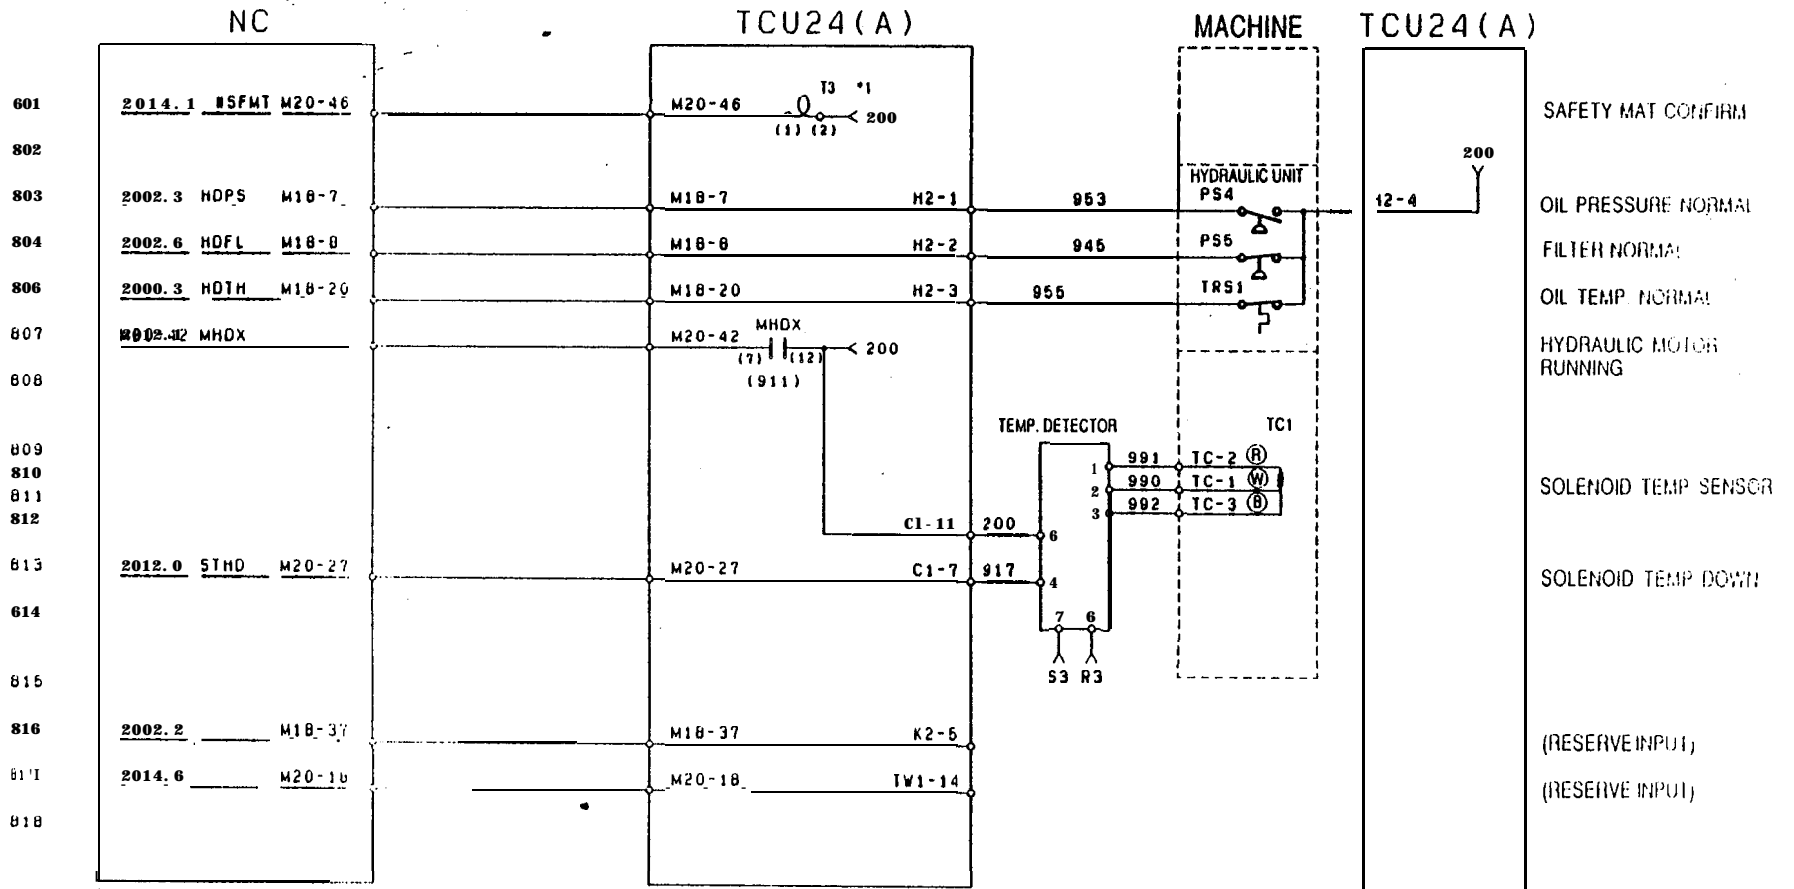 NC TCU24(A) MACHINE TCU24(A)
T3 *1
601 2014.1 *SFMT M20-46 M20-46 200 SAFETY MAT CONFIRM
(1) (2)
802 200
HYDRAULIC UNIT
803 2002.3 HDPS M18-7 M18-7 H2-1 953 PS4 12-4 OIL PRESSURE NORMAL
804 2002.6 HDFL M18-8 M18-8 H2-2 945 PS5 FILTER NORMAL
806 2000.3 HDTH M18-20 M18-20 H2-3 955 TRS1 OIL TEMP. NORMAL
MHDX
807 MHDX M20-42 200 HYDRAULIC MOTOR
(7) (12)
RUNNING
808 (911)
TEMP. DETECTOR TC1
809 1 991 TC-2 R
810 2 990 TC-1 W
811 SOLENOID TEMP SENSOR
3 992 TC-3 B
812 C1-11 200 6
813 2012.0 STHD M20-27 M20-27 C1-7 917 4 SOLENOID TEMP DOWN
614 7 6
815 S3 R3
816 2002.2 M18-37 M18-37 K2-5 (RESERVE INPUT)
2014.6 M20-18 M20-18 TW1-14 (RESERVE INPUT)
818